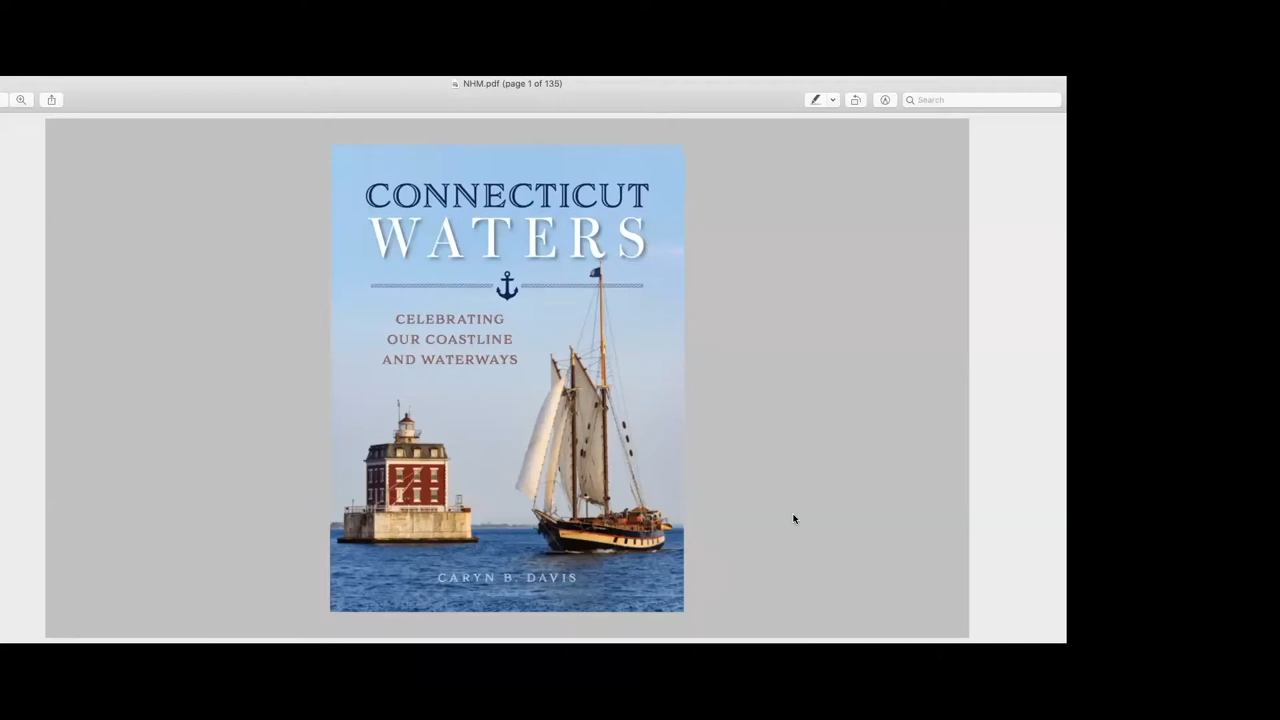 NHM.pdf (page 1 of 135)
Search
CONNECTICUT
WATERS
CELEBRATING
OUR COASTLINE
AND WATERWAYS
CARYN B. DAVIS